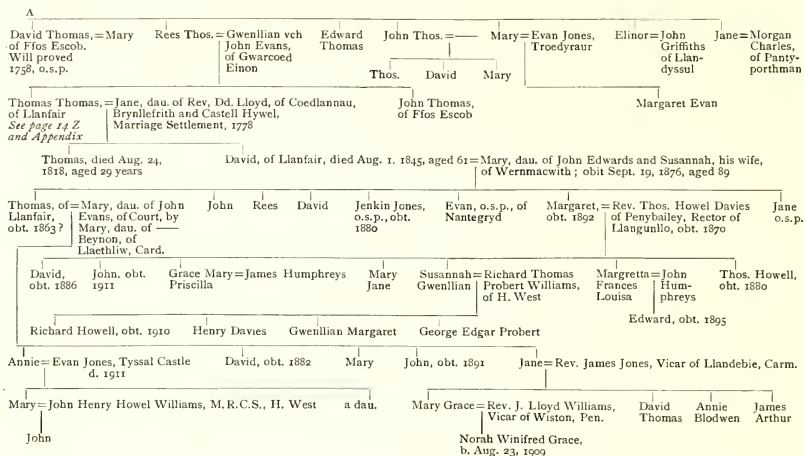 A
David Thomas, = Mary
of Ffos Escob.
Will proved
1758, o.s.p.
Rees Thos. = Gwenllian vch
John Evans,
of Gwarcoed
Einon
Edward
Thomas
John Thos. = ——
Mary = Evan Jones,
Troedyraur
Elinor = John
Griffiths
of Llan-
dyssul
Jane = Morgan
Charles,
of Panty-
porthman
Thos. David Mary
Thomas Thomas, = Jane, dau. of Rev, Dd. Lloyd, of Coedlannau,
of Llanfair Brynllefrith and Castell Hywel,
See page 14 Z Marriage Settlement, 1778
and Appendix
John Thomas,
of Ffos Escob
Margaret Evan
Thomas, died Aug. 24,
1818, aged 29 years
David, of Llanfair, died Aug. 1. 1845, aged 61 = Mary, dau. of John Edwards and Susannah, his wife,
of Wernmacwith ; obit Sept. 19, 1876, aged 89
Thomas, of = Mary, dau. of John
Llanfair, Evans, of Court, by
obt. 1863 ? Mary, dau. of ——
Beynon, of
Llaethliw, Card.
John Rees David
Jenkin Jones,
o.s.p., obt.
1880
Evan, o.s.p., of
Nantegryd
Margaret, = Rev. Thos. Howel Davies
obt. 1892 of Penybailey, Rector of
Llangunllo, obt. 1870
Jane
o.s.p.
David,
obt. 1886
John, obt.
1911
Grace Mary = James Humphreys
Priscilla
Mary
Jane
Susannah = Richard Thomas
Gwenllian Probert Williams,
of H. West
Margretta = John
Frances Hum-
Louisa phreys
Thos. Howell,
obt. 1880
Edward, obt. 1895
Richard Howell, obt. 1910 Henry Davies Gwenllian Margaret George Edgar Probert
Annie = Evan Jones, Tyssal Castle
d. 1911
David, obt. 1882 Mary John, obt. 1891 Jane = Rev. James Jones, Vicar of Llandebie, Carm.
Mary = John Henry Howel Williams, M.R.C.S., H. West a dau.
John
Mary Grace = Rev. J. Lloyd Williams,
Vicar of Wiston, Pen.
David
Thomas
Annie
Blodwen
James
Arthur
Norah Winifred Grace,
b. Aug. 23, 1909